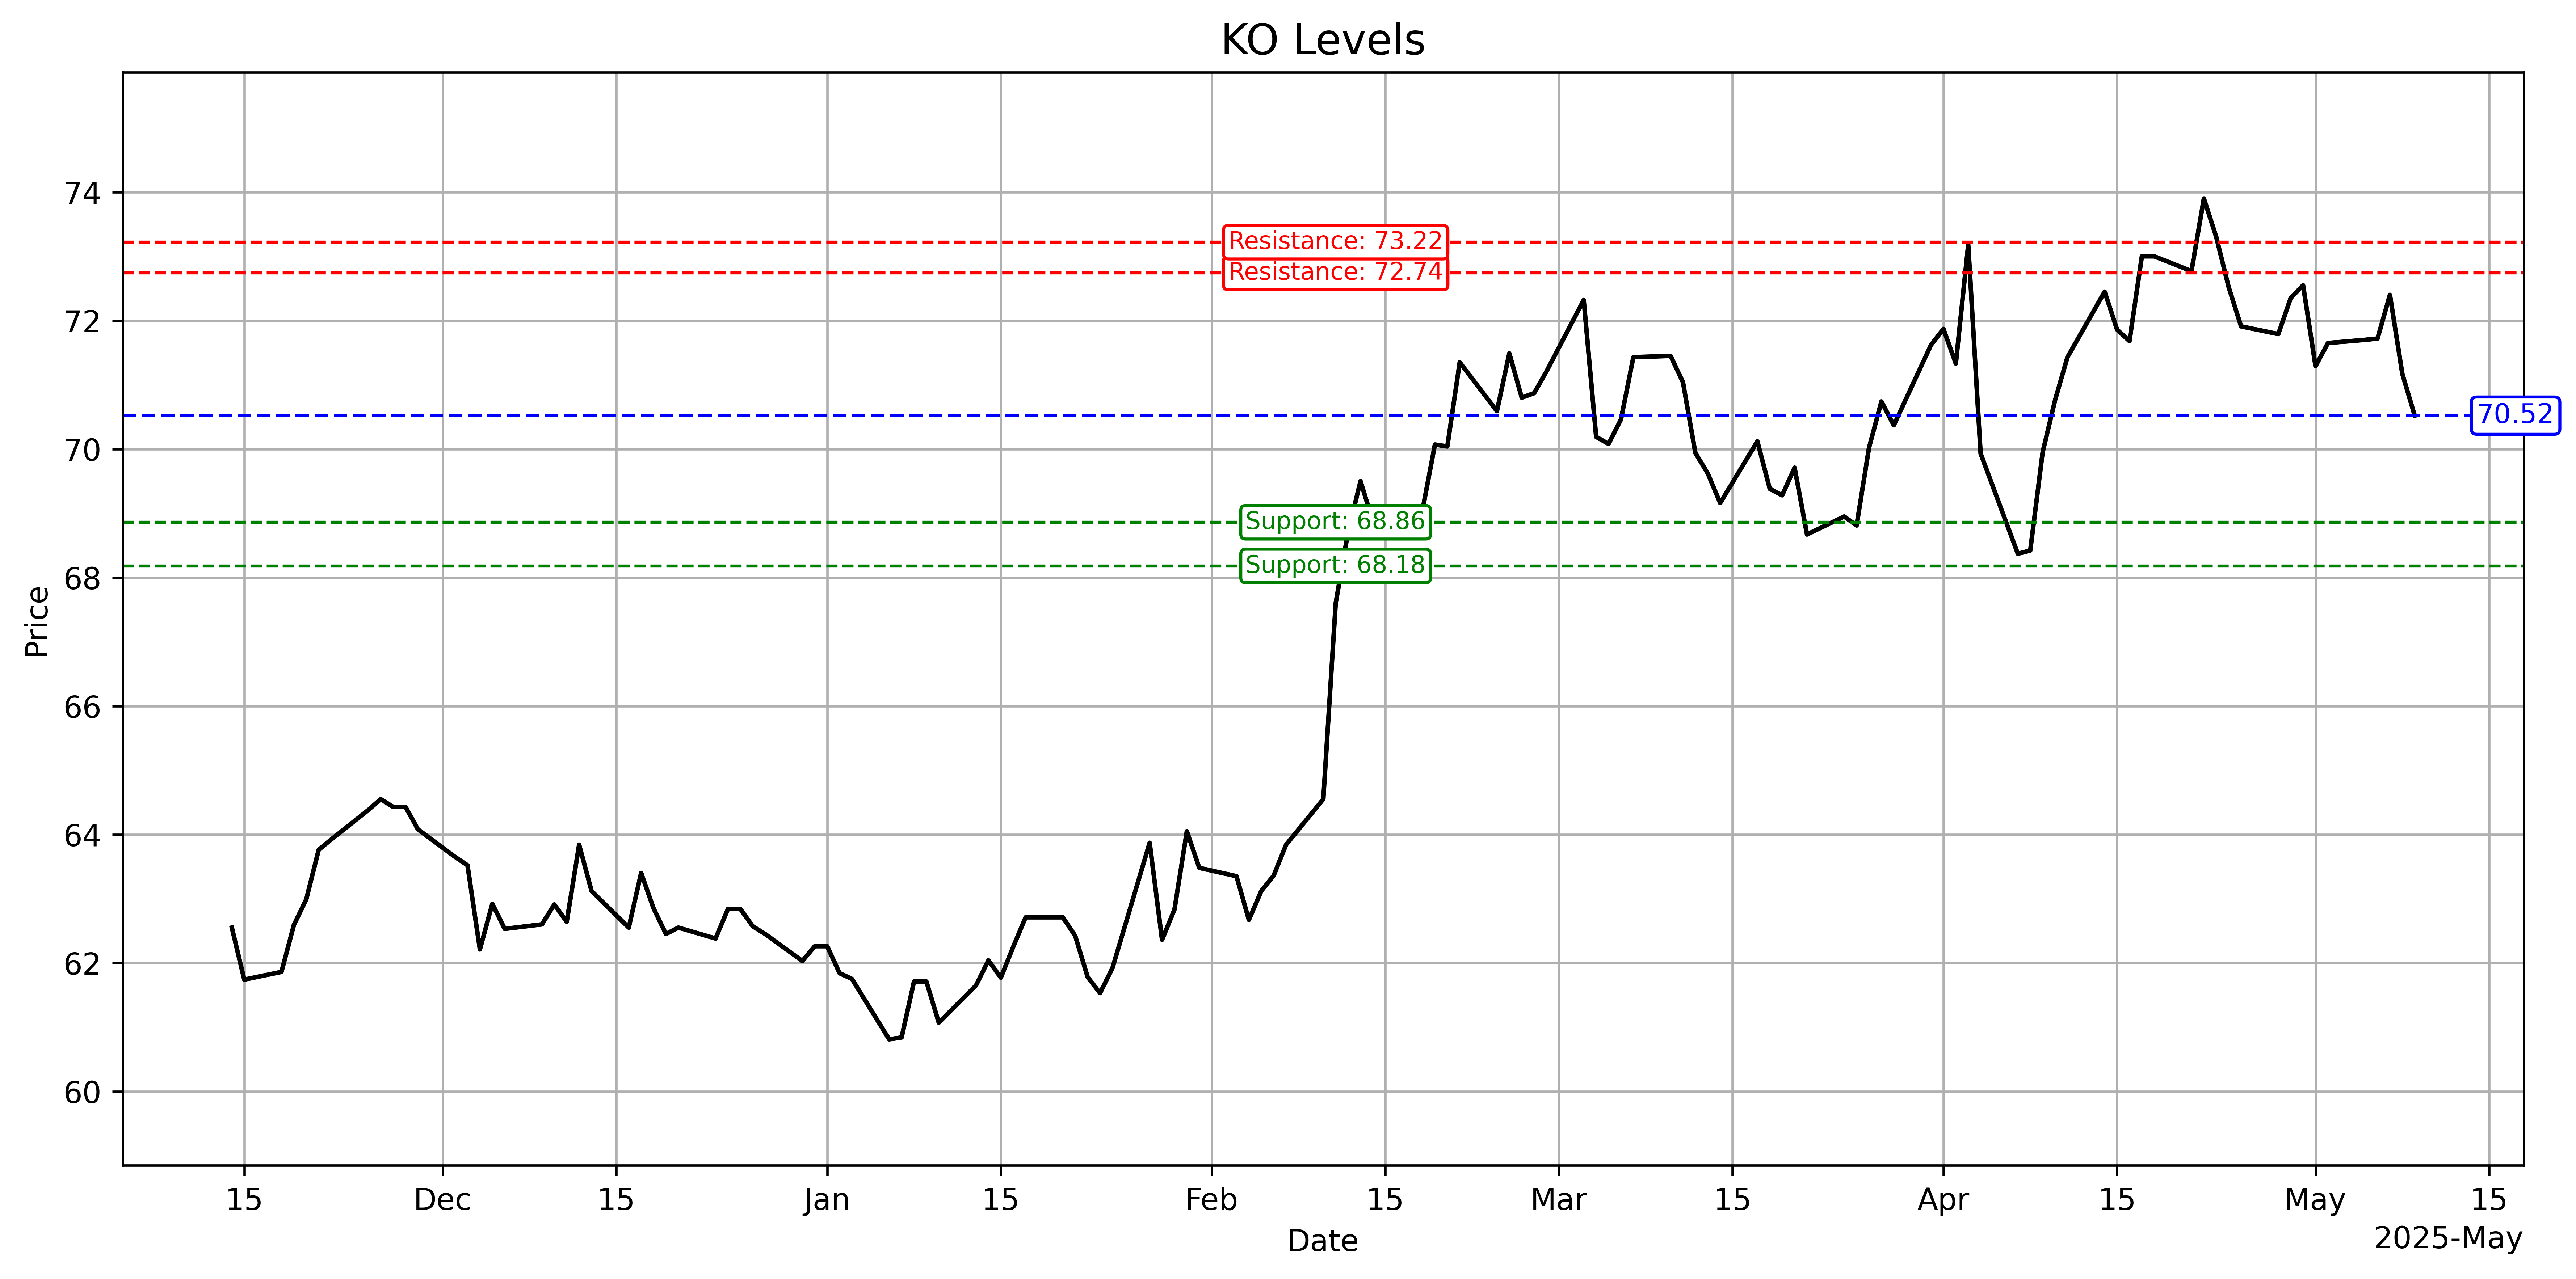 KO Levels
74
72
70
68
66
64
62
60
Price
Resistance: 73.22
Resistance: 72.74
70.52
Support: 68.86
Support: 68.18
15 Dec 15 Jan 15 Feb 15 Mar 15 Apr 15 May 15
Date
2025-May